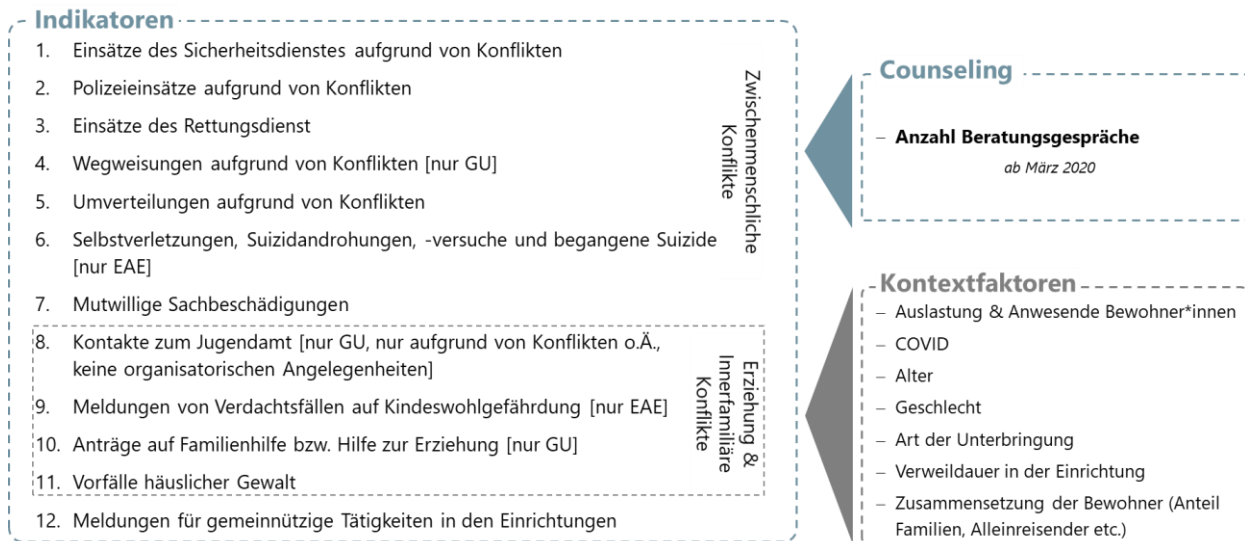 Indikatoren
1. Einsätze des Sicherheitsdienstes aufgrund von Konflikten
2. Polizeieinsätze aufgrund von Konflikten
3. Einsätze des Rettungsdienst
4. Wegweisungen aufgrund von Konflikten [nur GU]
5. Umverteilungen aufgrund von Konflikten
6. Selbstverletzungen, Suizidandrohungen, -versuche und begangene Suizide
[nur EAE]
7. Mutwillige Sachbeschädigungen
Zwischenmenschliche
Konflikte
8. Kontakte zum Jugendamt [nur GU, nur aufgrund von Konflikten o.Ä.,
keine organisatorischen Angelegenheiten]
9. Meldungen von Verdachtsfällen auf Kindeswohlgefährdung [nur EAE]
10. Anträge auf Familienhilfe bzw. Hilfe zur Erziehung [nur GU]
11. Vorfälle häuslicher Gewalt
Erziehung &
Innerfamiliäre
Konflikte
12. Meldungen für gemeinnützige Tätigkeiten in den Einrichtungen
Counseling
– Anzahl Beratungsgespräche
ab März 2020
Kontextfaktoren
– Auslastung & Anwesende Bewohner*innen
– COVID
– Alter
– Geschlecht
– Art der Unterbringung
– Verweildauer in der Einrichtung
– Zusammensetzung der Bewohner (Anteil
Familien, Alleinreisender etc.)